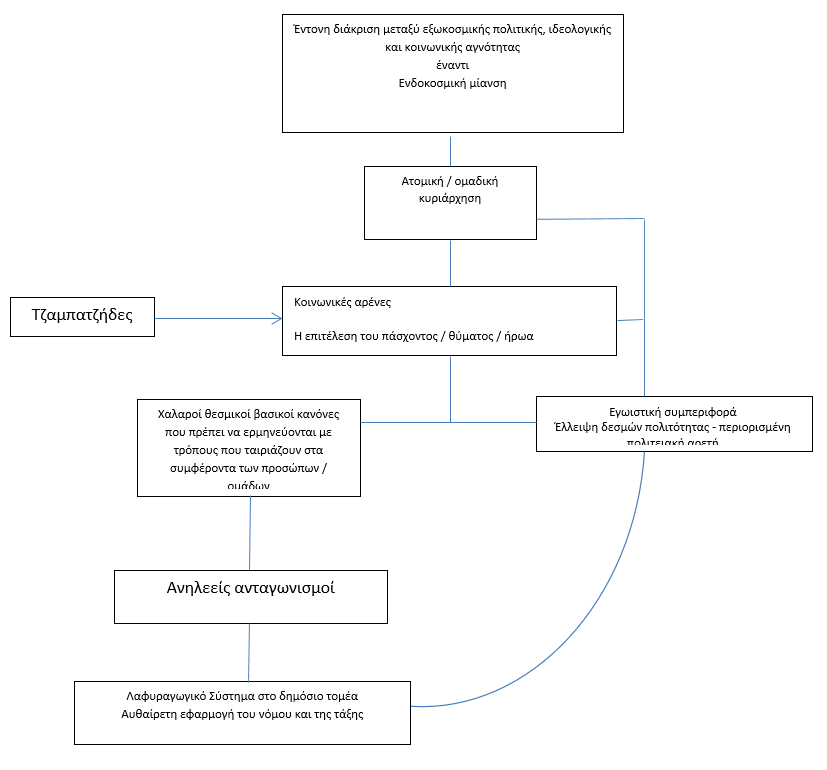 Έντονη διάκριση μεταξύ εξωκοσμικής πολιτικής, ιδεολογικής
και κοινωνικής αγνότητας
έναντι
Ενδοκοσμική μίανση
Ατομική / ομαδική
κυριάρχηση
Κοινωνικές αρένες
Η επιτέλεση του πάσχοντος / θύματος / ήρωα
Τζαμπατζήδες
Χαλαροί θεσμικοί βασικοί κανόνες
που πρέπει να ερμηνεύονται με
τρόπους που ταιριάζουν στα
συμφέροντα των προσώπων /
ομάδων
Εγωιστική συμπεριφορά
Έλλειψη δεσμών πολιτότητας - περιορισμένη
πολιτειακή αρετή
Ανηλεείς ανταγωνισμοί
Λαφυραγωγικό Σύστημα στο δημόσιο τομέα
Αυθαίρετη εφαρμογή του νόμου και της τάξης